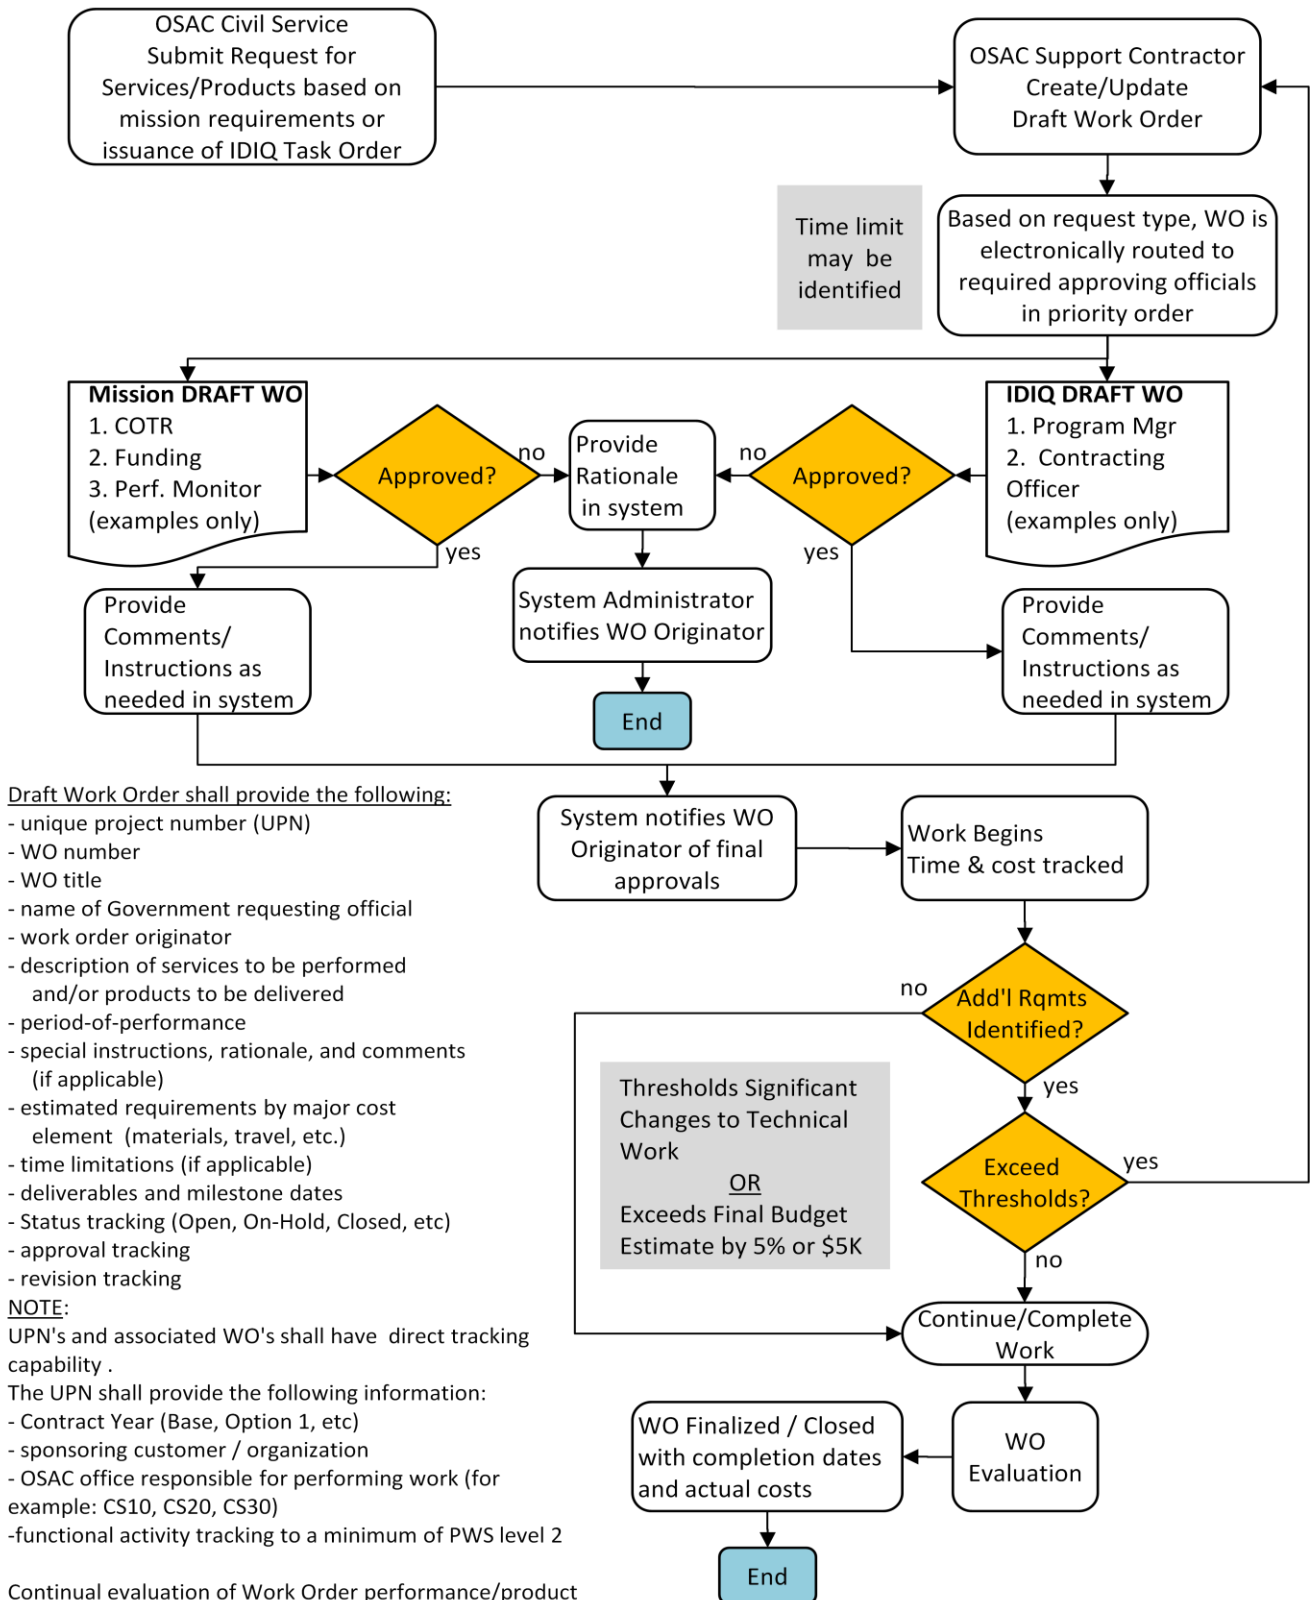 OSAC Civil Service
Submit Request for
Services/Products based on
mission requirements or
issuance of IDIQ Task Order
OSAC Support Contractor
Create/Update
Draft Work Order
Time limit
may be
identified
Based on request type, WO is
electronically routed to
required approving officials
in priority order
Mission DRAFT WO
1. COTR
2. Funding
3. Perf. Monitor
(examples only)
Approved?
no
yes
Provide
Rationale
in system
no
Approved?
yes
IDIQ DRAFT WO
1. Program Mgr
2. Contracting
Officer
(examples only)
Provide
Comments/
Instructions as
needed in system
System Administrator
notifies WO Originator
End
Provide
Comments/
Instructions as
needed in system
System notifies WO
Originator of final
approvals
Work Begins
Time & cost tracked
Add'l Rqmts
Identified?
no
yes
Thresholds Significant
Changes to Technical
Work
OR
Exceeds Final Budget
Estimate by 5% or $5K
Exceed
Thresholds?
yes
no
Continue/Complete
Work
WO
Evaluation
WO Finalized / Closed
with completion dates
and actual costs
End
Draft Work Order shall provide the following:
- unique project number (UPN)
- WO number
- WO title
- name of Government requesting official
- work order originator
- description of services to be performed
and/or products to be delivered
- period-of-performance
- special instructions, rationale, and comments
(if applicable)
- estimated requirements by major cost
element (materials, travel, etc.)
- time limitations (if applicable)
- deliverables and milestone dates
- Status tracking (Open, On-Hold, Closed, etc)
- approval tracking
- revision tracking
NOTE:
UPN's and associated WO's shall have direct tracking
capability .
The UPN shall provide the following information:
- Contract Year (Base, Option 1, etc)
- sponsoring customer / organization
- OSAC office responsible for performing work (for
example: CS10, CS20, CS30)
-functional activity tracking to a minimum of PWS level 2
Continual evaluation of Work Order performance/product